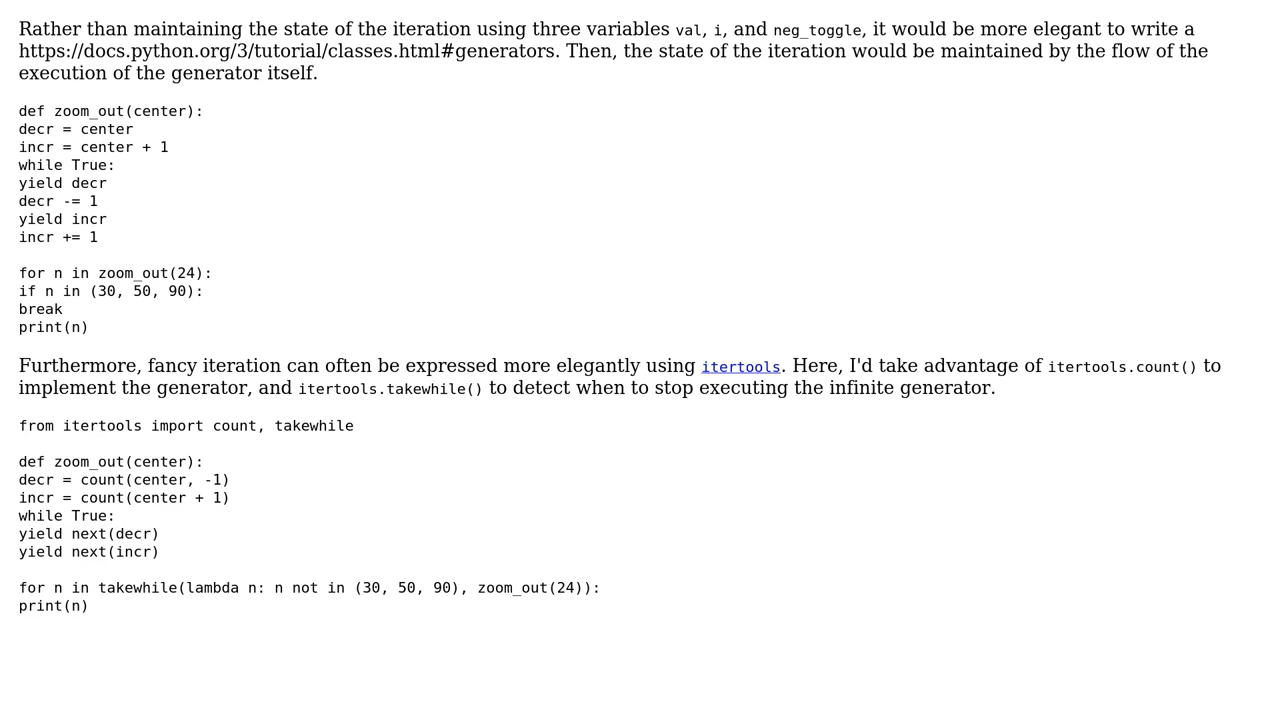 Rather than maintaining the state of the iteration using three variables val, i, and neg_toggle, it would be more elegant to write a
https://docs.python.org/3/tutorial/classes.html#generators. Then, the state of the iteration would be maintained by the flow of the
execution of the generator itself.
def zoom_out(center):
decr = center
incr = center + 1
while True:
yield decr
decr -= 1
yield incr
incr += 1
for n in zoom_out(24):
if n in (30, 50, 90):
break
print(n)
Furthermore, fancy iteration can often be expressed more elegantly using itertools. Here, I'd take advantage of itertools.count() to
implement the generator, and itertools.takewhile() to detect when to stop executing the infinite generator.
from itertools import count, takewhile
def zoom_out(center):
decr = count(center, -1)
incr = count(center + 1)
while True:
yield next(decr)
yield next(incr)
for n in takewhile(lambda n: n not in (30, 50, 90), zoom_out(24)):
print(n)